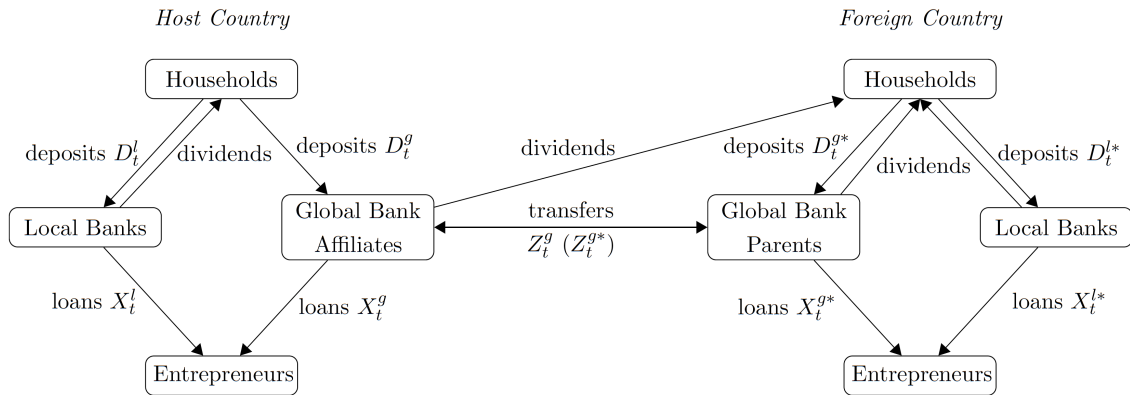 Host Country
Foreign Country
Households
Households
deposits $D_t^l$
dividends
deposits $D_t^g$
dividends
deposits $D_t^{g*}$
dividends
deposits $D_t^{l*}$
Local Banks
Global Bank
Affiliates
transfers
$Z_t^g$ ($Z_t^{g*}$)
Global Bank
Parents
Local Banks
loans $X_t^l$
loans $X_t^g$
loans $X_t^{g*}$
loans $X_t^{l*}$
Entrepreneurs
Entrepreneurs